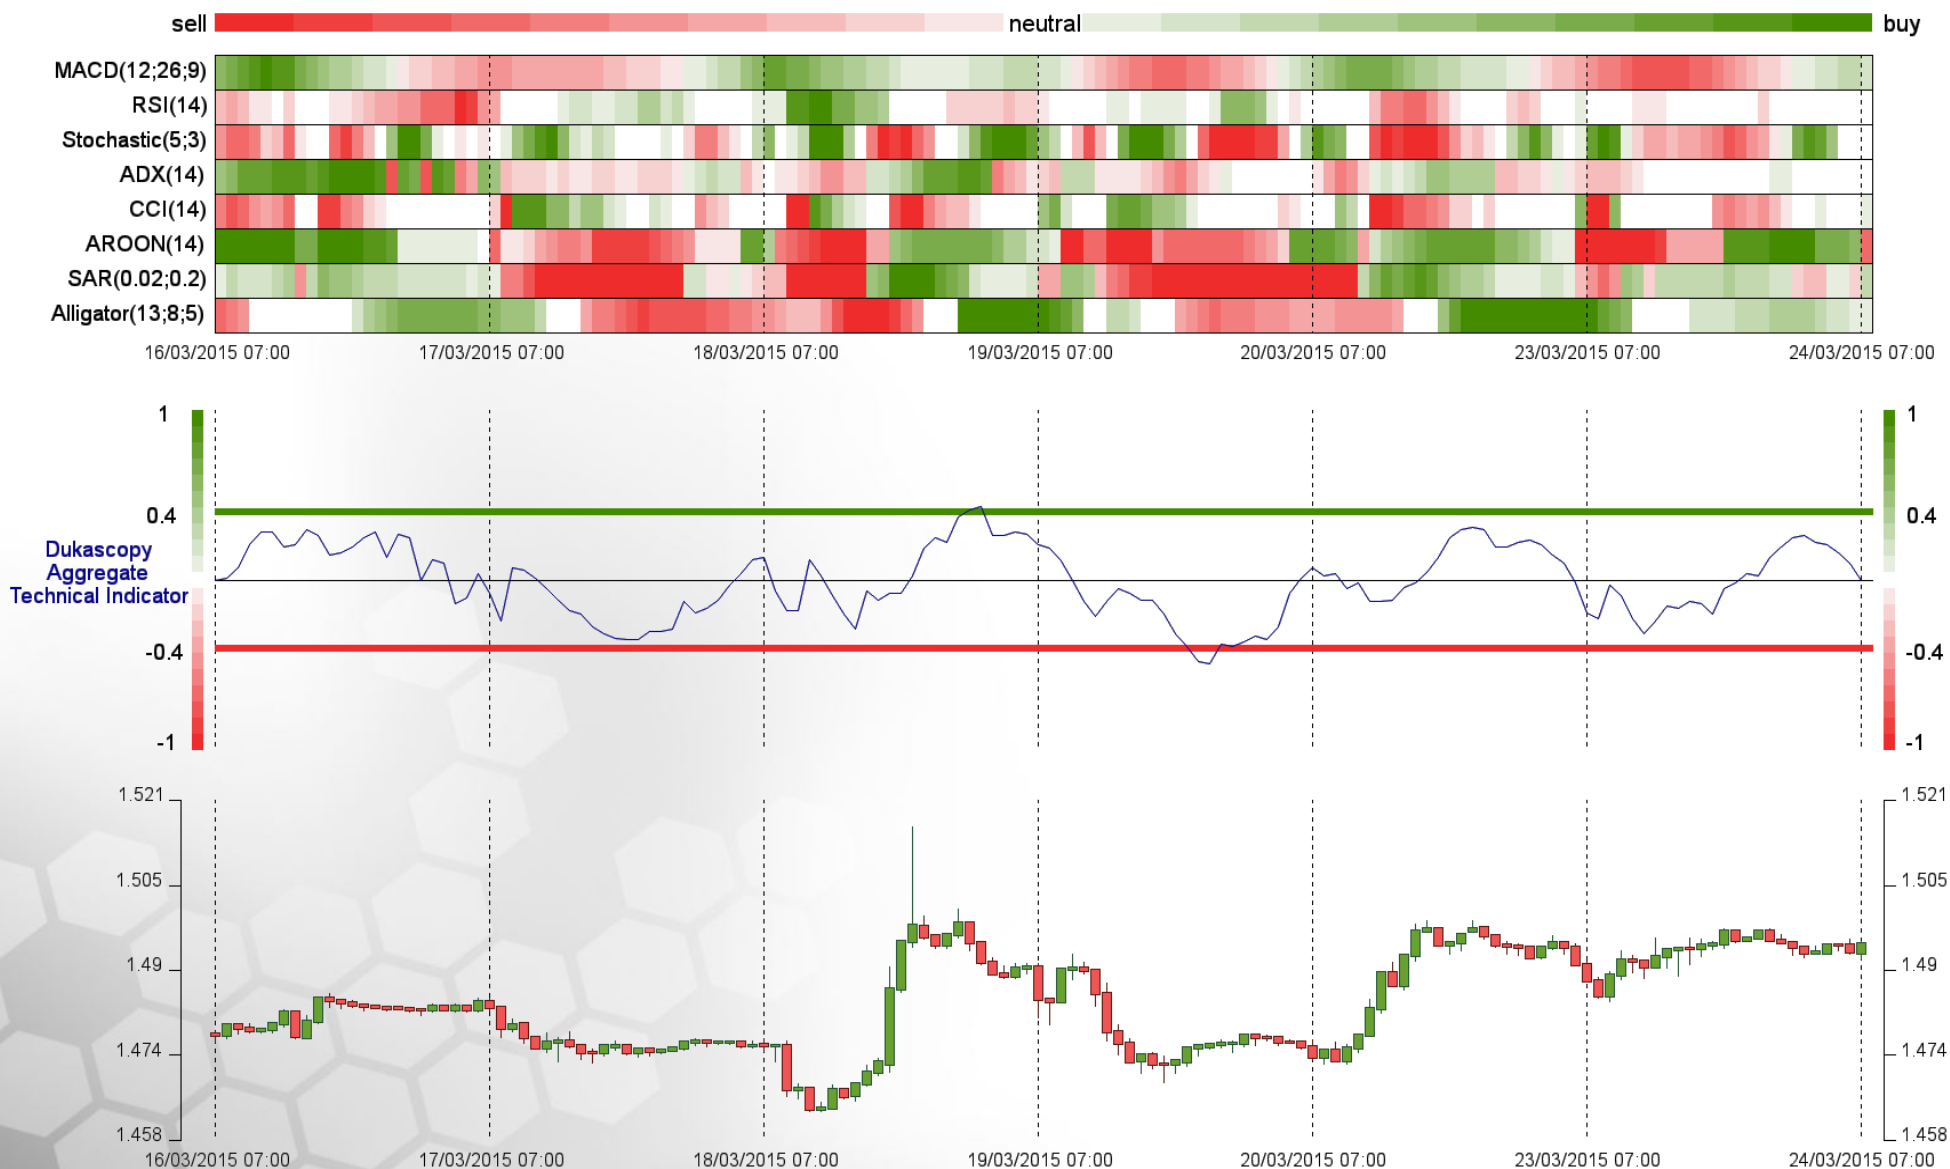 sell neutral buy
MACD(12;26;9)
RSI(14)
Stochastic(5;3)
ADX(14)
CCI(14)
AROON(14)
SAR(0.02;0.2)
Alligator(13;8;5)
16/03/2015 07:00 17/03/2015 07:00 18/03/2015 07:00 19/03/2015 07:00 20/03/2015 07:00 23/03/2015 07:00 24/03/2015 07:00
1 1
0.4 0.4
Dukascopy
Aggregate
Technical Indicator
-0.4 -0.4
-1 -1
1.521 1.521
1.505 1.505
1.49 1.49
1.474 1.474
1.458 1.458
16/03/2015 07:00 17/03/2015 07:00 18/03/2015 07:00 19/03/2015 07:00 20/03/2015 07:00 23/03/2015 07:00 24/03/2015 07:00